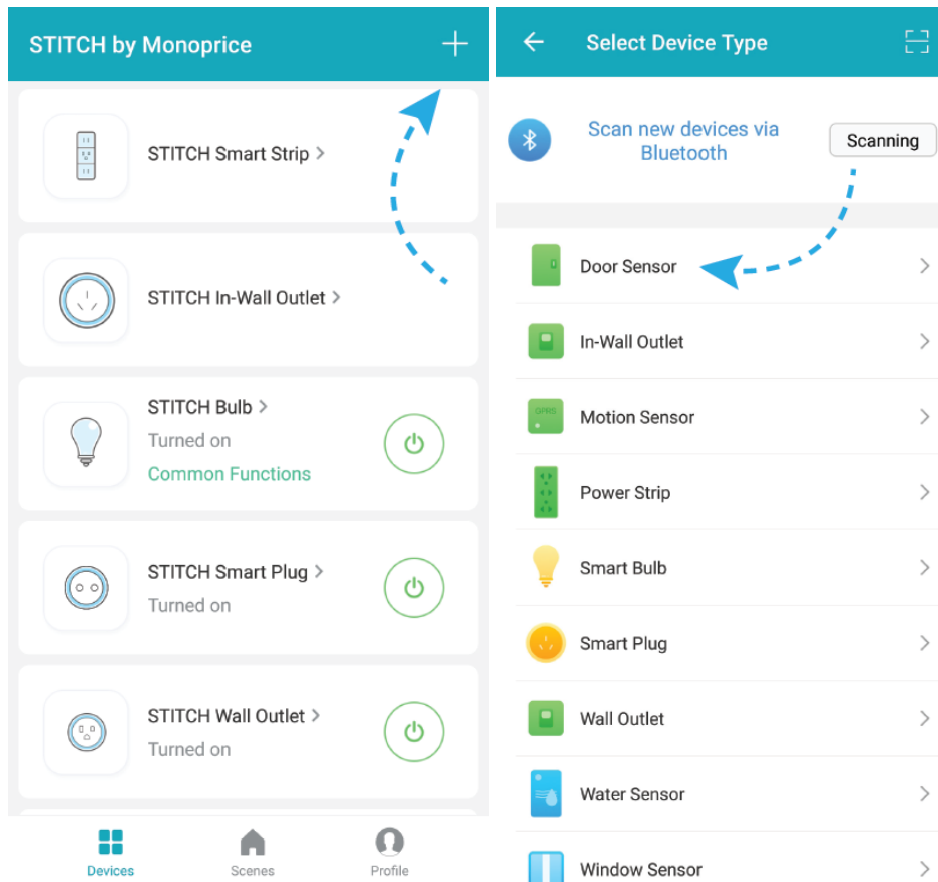 STITCH by Monoprice
STITCH Smart Strip >
STITCH In-Wall Outlet >
STITCH Bulb >
Turned on
Common Functions
STITCH Smart Plug >
Turned on
STITCH Wall Outlet >
Turned on
Devices
Scenes
Profile
Select Device Type
Scan new devices via
Bluetooth
Scanning
Door Sensor
In-Wall Outlet
GPRS
Motion Sensor
Power Strip
Smart Bulb
Smart Plug
Wall Outlet
Water Sensor
Window Sensor